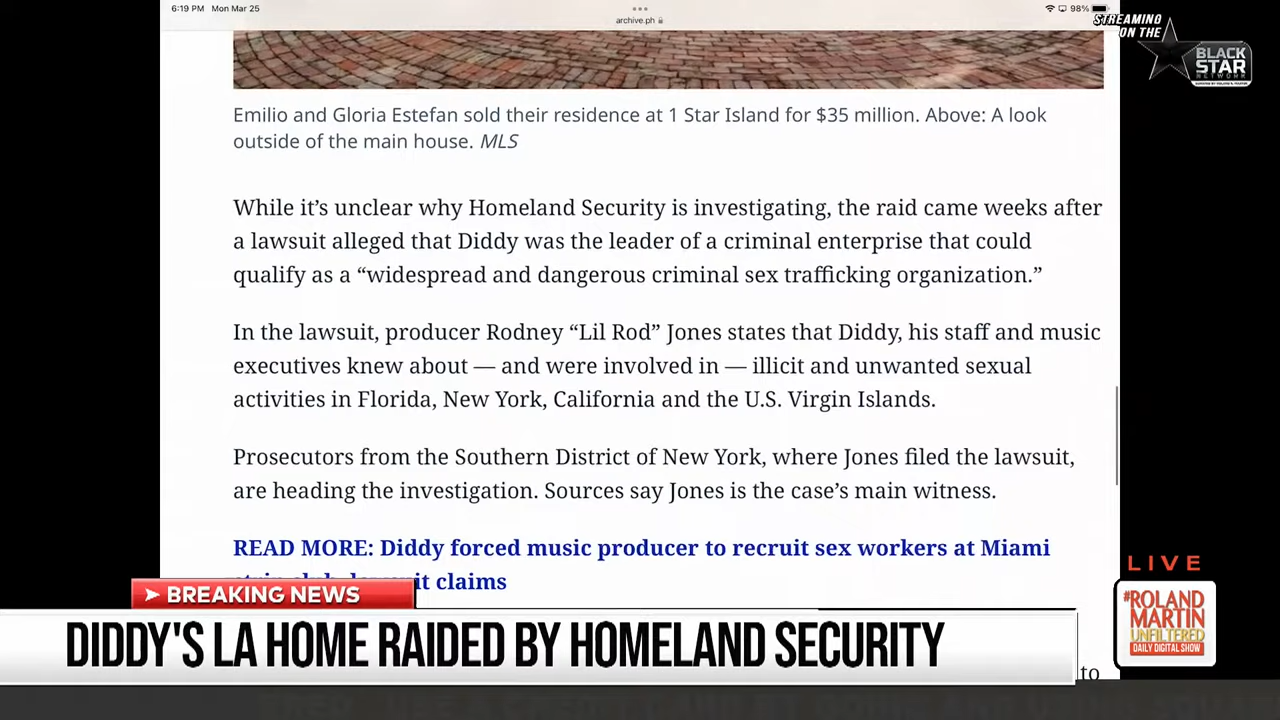 6:19 PM Mon Mar 25
98%
archive.ph
STREAMING
ON THE
BLACK
STAR
NETWORK
Emilio and Gloria Estefan sold their residence at 1 Star Island for $35 million. Above: A look
outside of the main house. MLS
While it’s unclear why Homeland Security is investigating, the raid came weeks after
a lawsuit alleged that Diddy was the leader of a criminal enterprise that could
qualify as a “widespread and dangerous criminal sex trafficking organization.”
In the lawsuit, producer Rodney “Lil Rod” Jones states that Diddy, his staff and music
executives knew about — and were involved in — illicit and unwanted sexual
activities in Florida, New York, California and the U.S. Virgin Islands.
Prosecutors from the Southern District of New York, where Jones filed the lawsuit,
are heading the investigation. Sources say Jones is the case’s main witness.
READ MORE: Diddy forced music producer to recruit sex workers at Miami
strip club, lawsuit claims
to
BREAKING NEWS
DIDDY'S LA HOME RAIDED BY HOMELAND SECURITY
LIVE
#ROLAND
MARTIN
UNFILTERED
DAILY DIGITAL SHOW